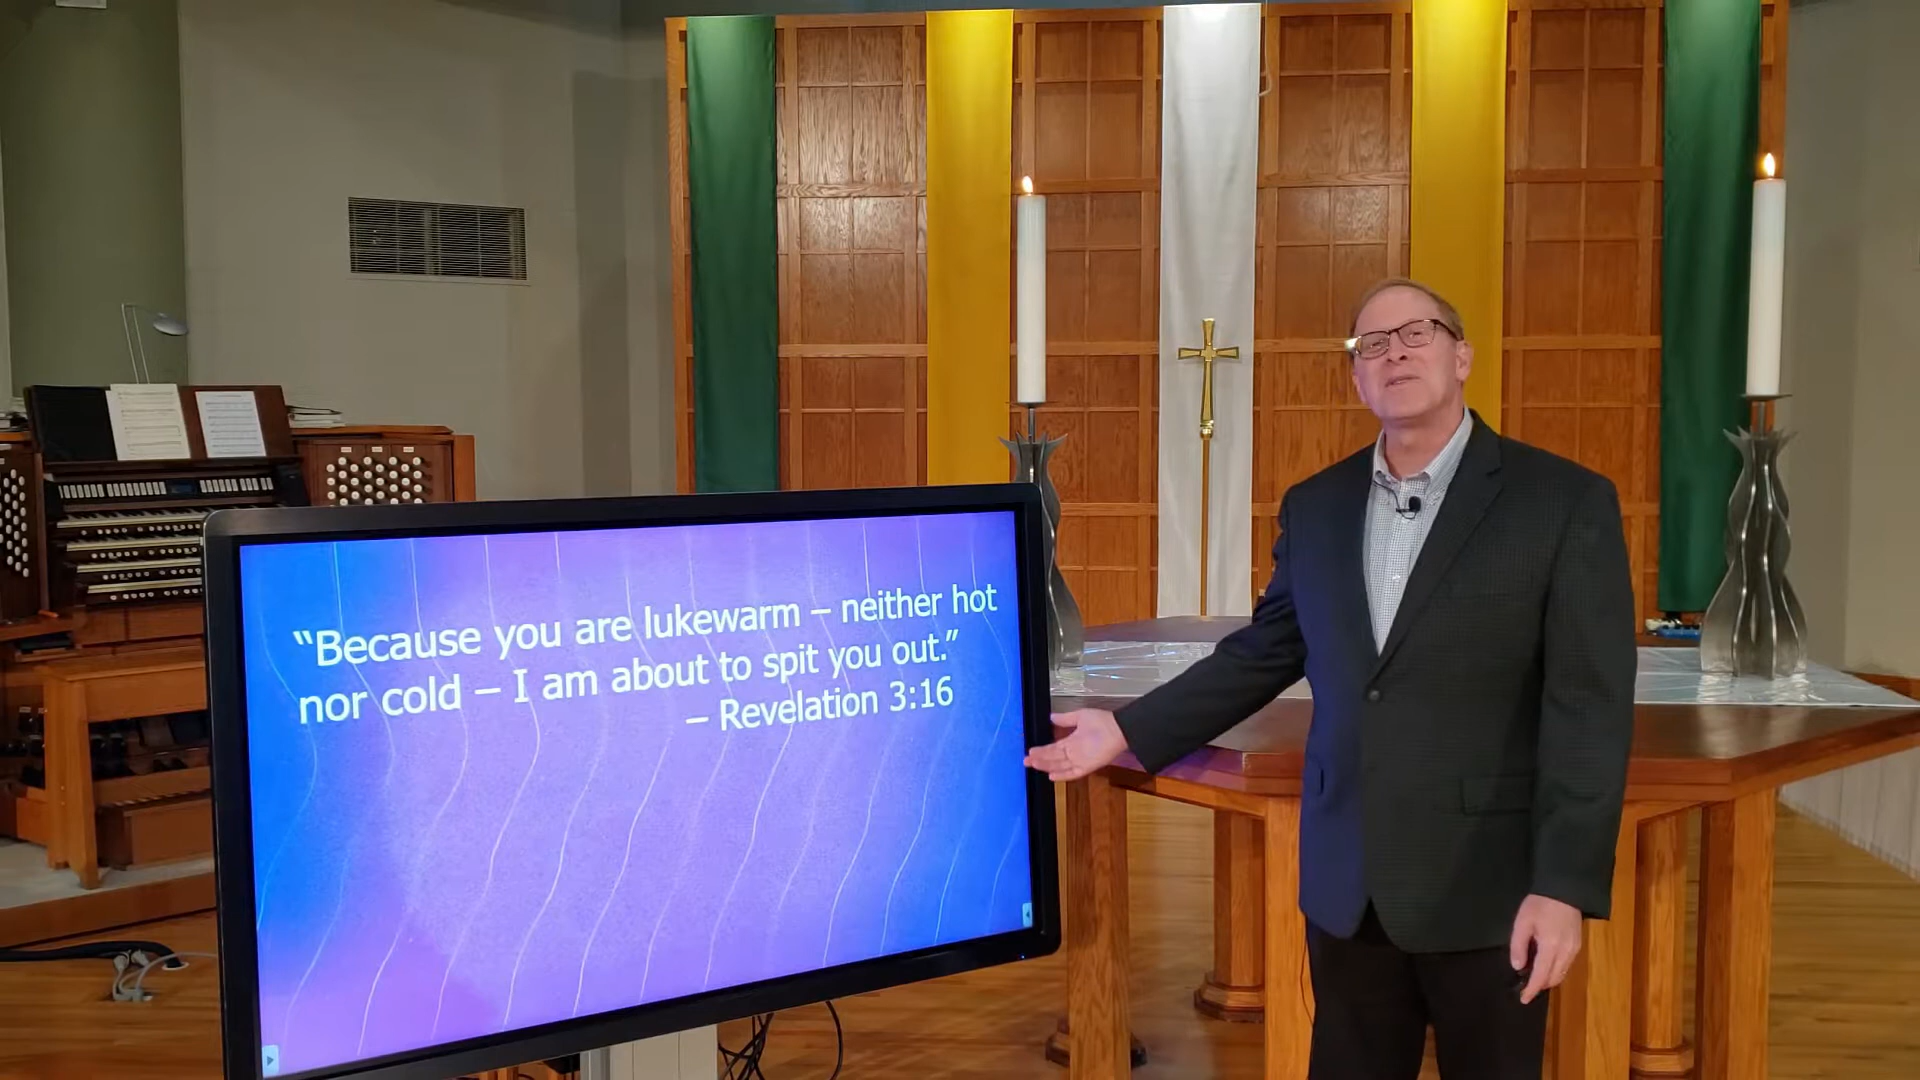 “Because you are lukewarm – neither hot
nor cold – I am about to spit you out.”
– Revelation 3:16